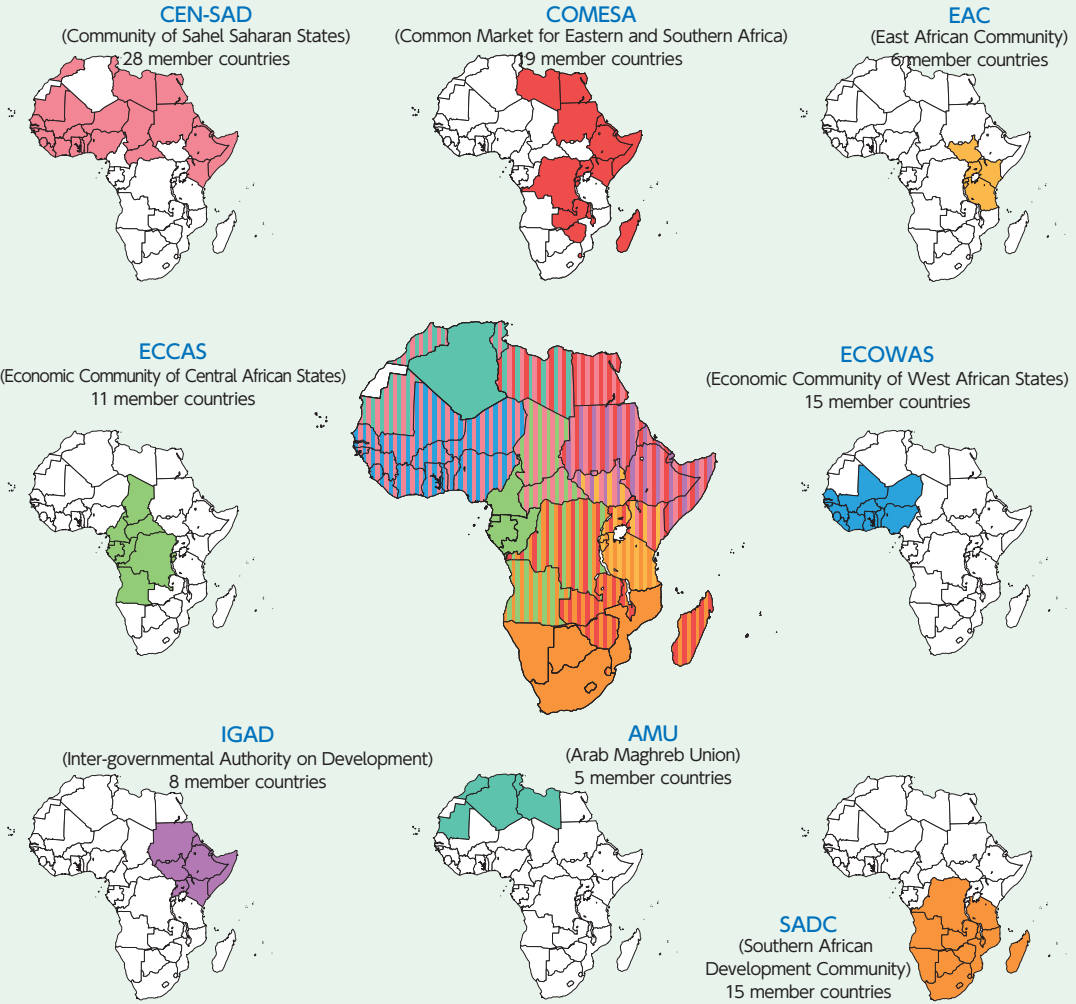 CEN-SAD
(Community of Sahel Saharan States)
28 member countries
COMESA
(Common Market for Eastern and Southern Africa)
19 member countries
EAC
(East African Community)
6 member countries
ECCAS
(Economic Community of Central African States)
11 member countries
ECOWAS
(Economic Community of West African States)
15 member countries
IGAD
(Inter-governmental Authority on Development)
8 member countries
AMU
(Arab Maghreb Union)
5 member countries
SADC
(Southern African
Development Community)
15 member countries